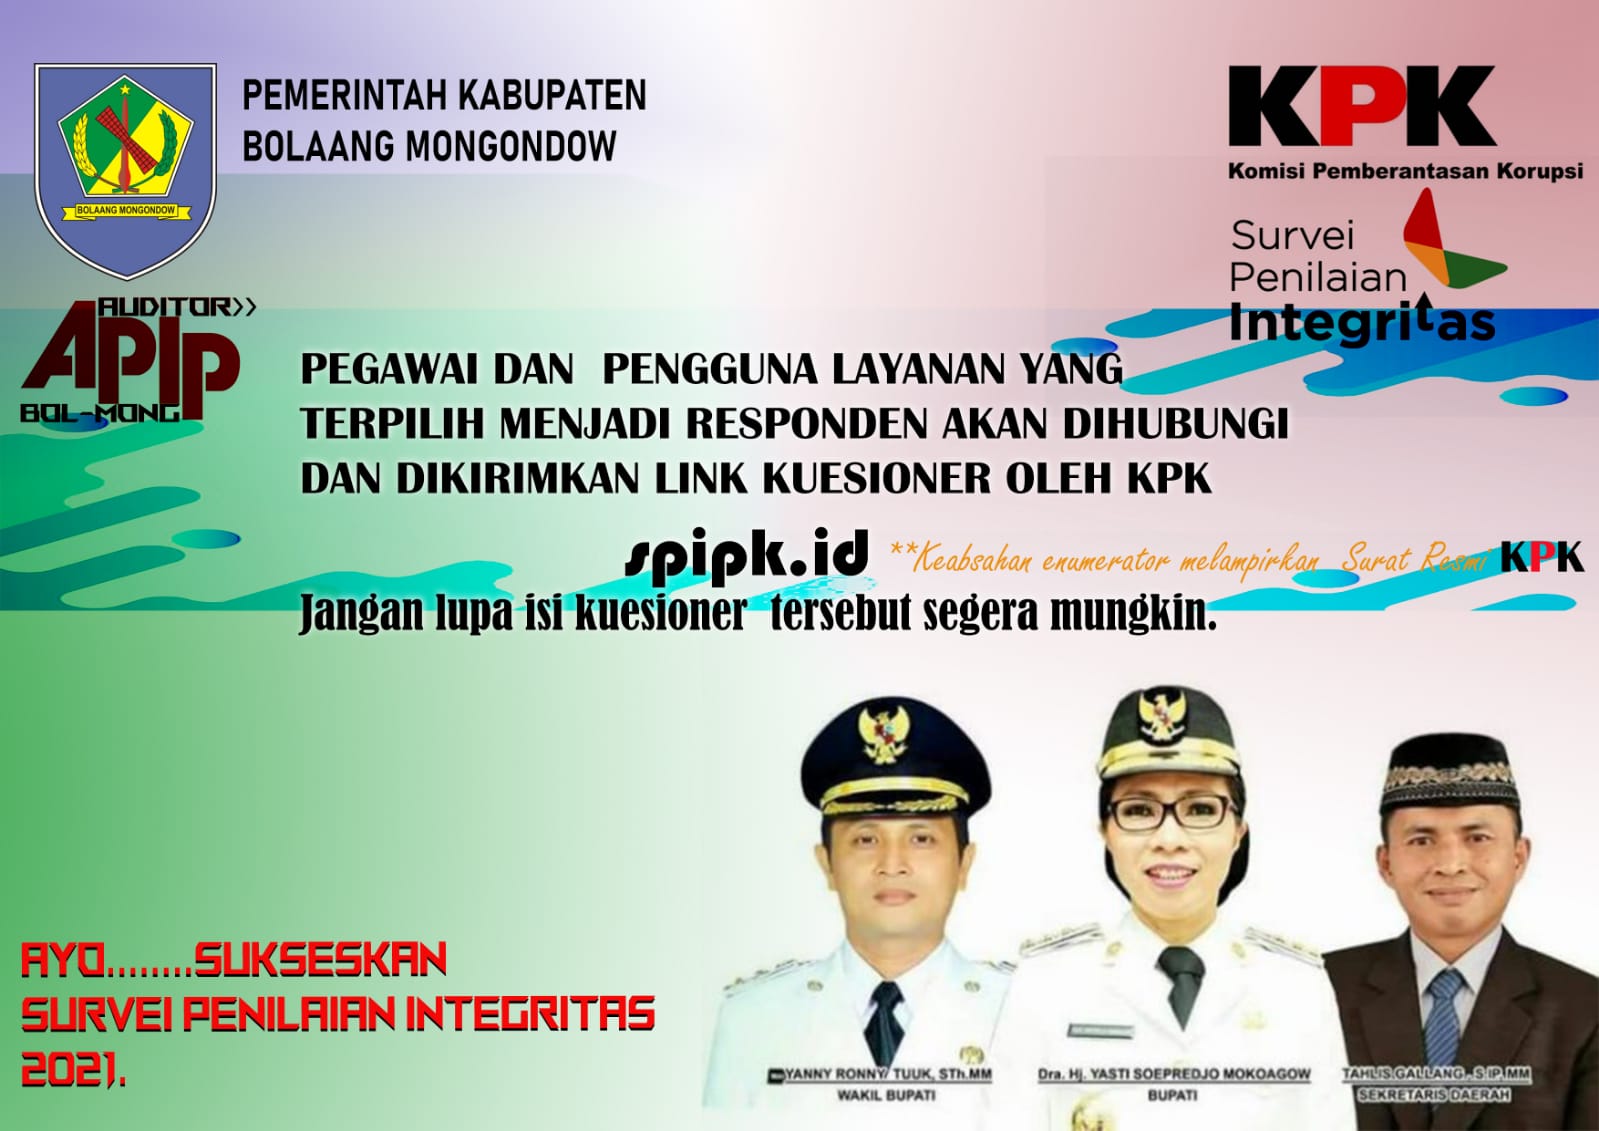 PEMERINTAH KABUPATEN
BOLAANG MONGONDOW
BOLAANG MONGONDOW
KPK
Komisi Pemberantasan Korupsi
Survei
Penilaian
Integritas
AUDITOR>>
APIP
BOL-MONG
PEGAWAI DAN PENGGUNA LAYANAN YANG
TERPILIH MENJADI RESPONDEN AKAN DIHUBUNGI
DAN DIKIRIMKAN LINK KUESIONER OLEH KPK
spipk.id **Keabsahan enumerator melampirkan Surat Resmi KPK
Jangan lupa isi kuesioner tersebut segera mungkin.
AYO........SUKSESKAN
SURVEI PENILAIAN INTEGRITAS
2021.
YANNY RONNY TUUK, STh.MM
WAKIL BUPATI
Dra. Hj. YASTI SOEPREDJO MOKOAGOW
BUPATI
TAHLIS GALLANG, SIP, MM
SEKRETARIS DAERAH